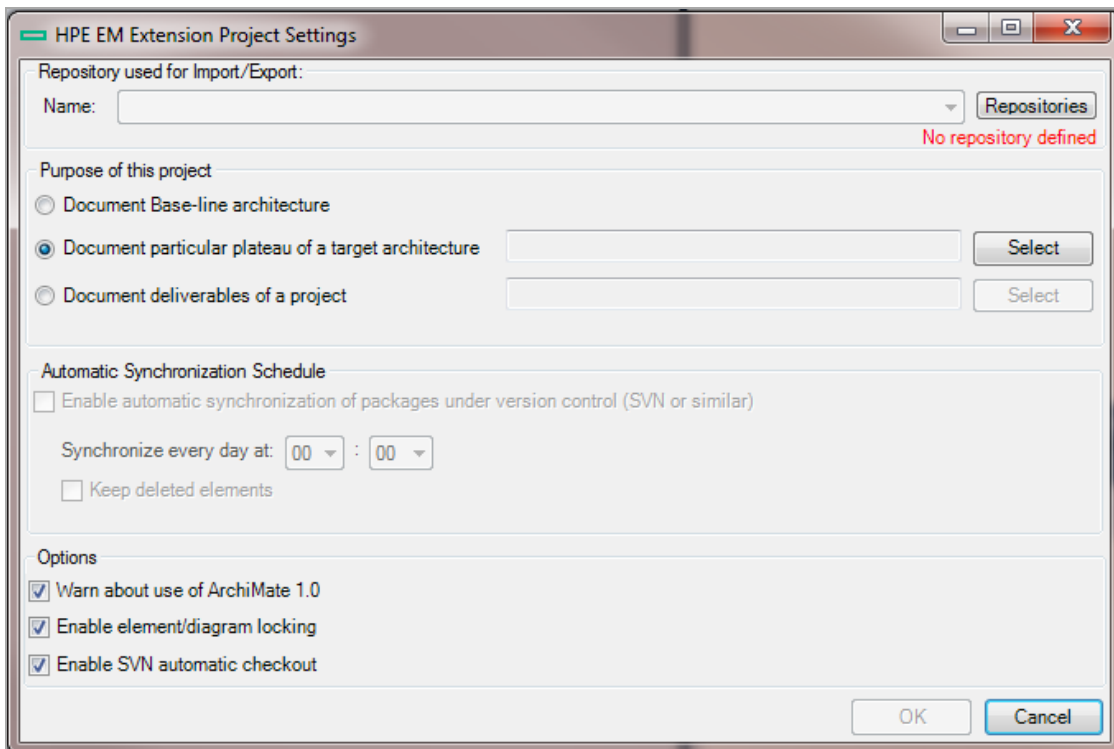 HPE EM Extension Project Settings
Repository used for Import/Export:
Name: Repositories
No repository defined
Purpose of this project
Document Base-line architecture
Document particular plateau of a target architecture Select
Document deliverables of a project Select
Automatic Synchronization Schedule
Enable automatic synchronization of packages under version control (SVN or similar)
Synchronize every day at: 00 : 00
Keep deleted elements
Options
Warn about use of ArchiMate 1.0
Enable element/diagram locking
Enable SVN automatic checkout
OK Cancel